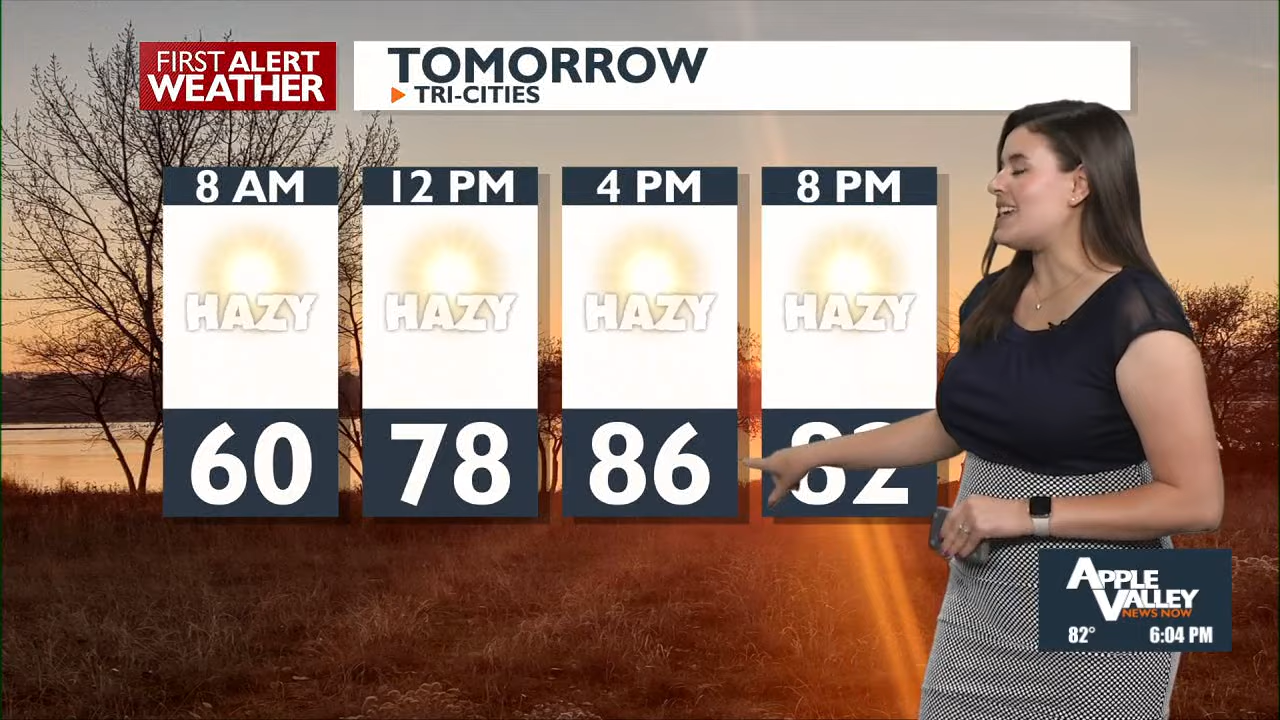 FIRST ALERT
WEATHER
TOMORROW
TRI-CITIES
8 AM
12 PM
4 PM
8 PM
HAZY
HAZY
HAZY
HAZY
60
78
86
82
APPLE
VALLEY
NEWS NOW
82° 6:04 PM